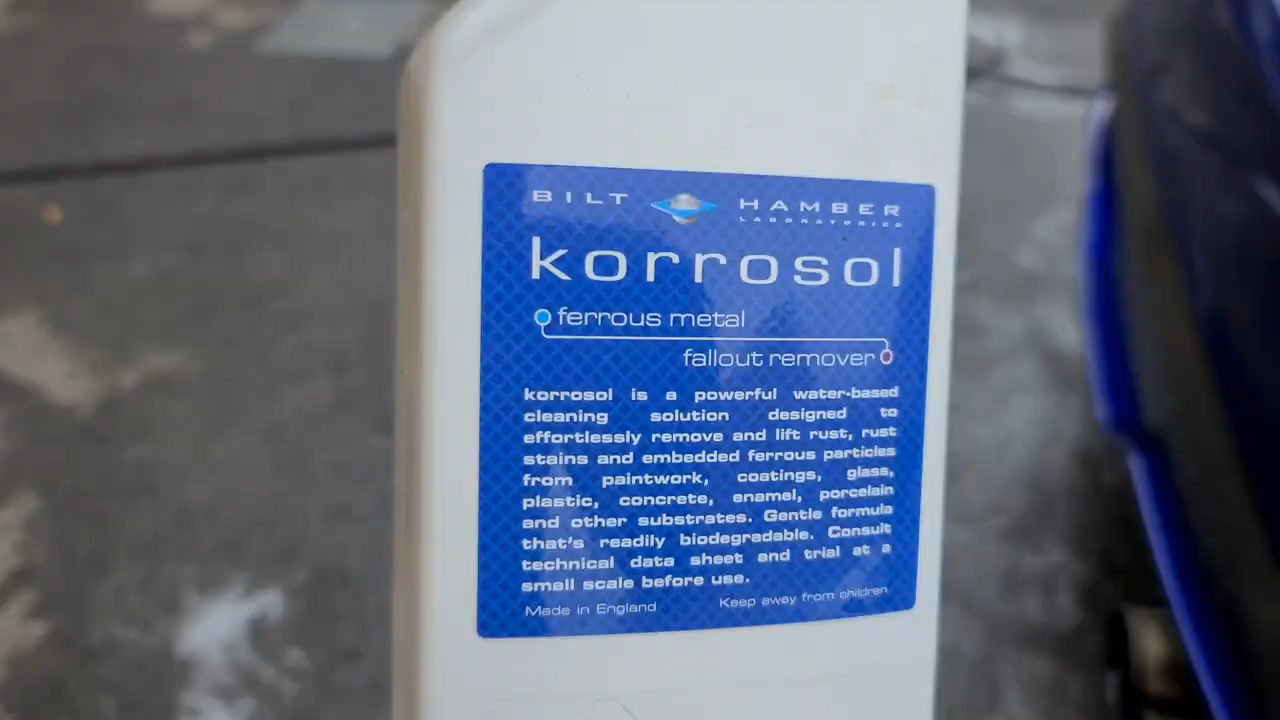 BILT HAMBER
LABORATORIES
korrosol
ferrous metal
fallout remover
korrosol is a powerful water-based
cleaning solution designed to
effortlessly remove and lift rust, rust
stains and embedded ferrous particles
from paintwork, coatings, glass,
plastic, concrete, enamel, porcelain
and other substrates. Gentle formula
that's readily biodegradable. Consult
technical data sheet and trial at a
small scale before use.
Made in England Keep away from children